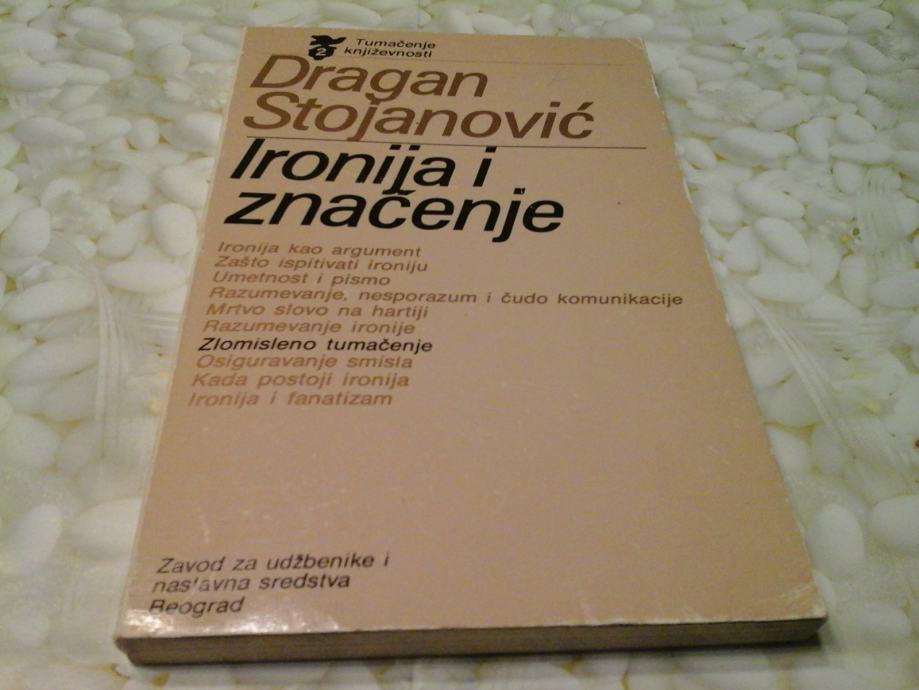 2
Tumačenje
književnosti
Dragan
Stojanović
Ironija i
značenje
Ironija kao argument
Zašto ispitivati ironiju
Umetnost i pismo
Razumevanje, nesporazum i čudo komunikacije
Mrtvo slovo na hartiji
Razumevanje ironije
Zlomisleno tumačenje
Osiguravanje smisla
Kada postoji ironija
Ironija i fanatizam
Zavod za udžbenike i
nastavna sredstva
Beograd